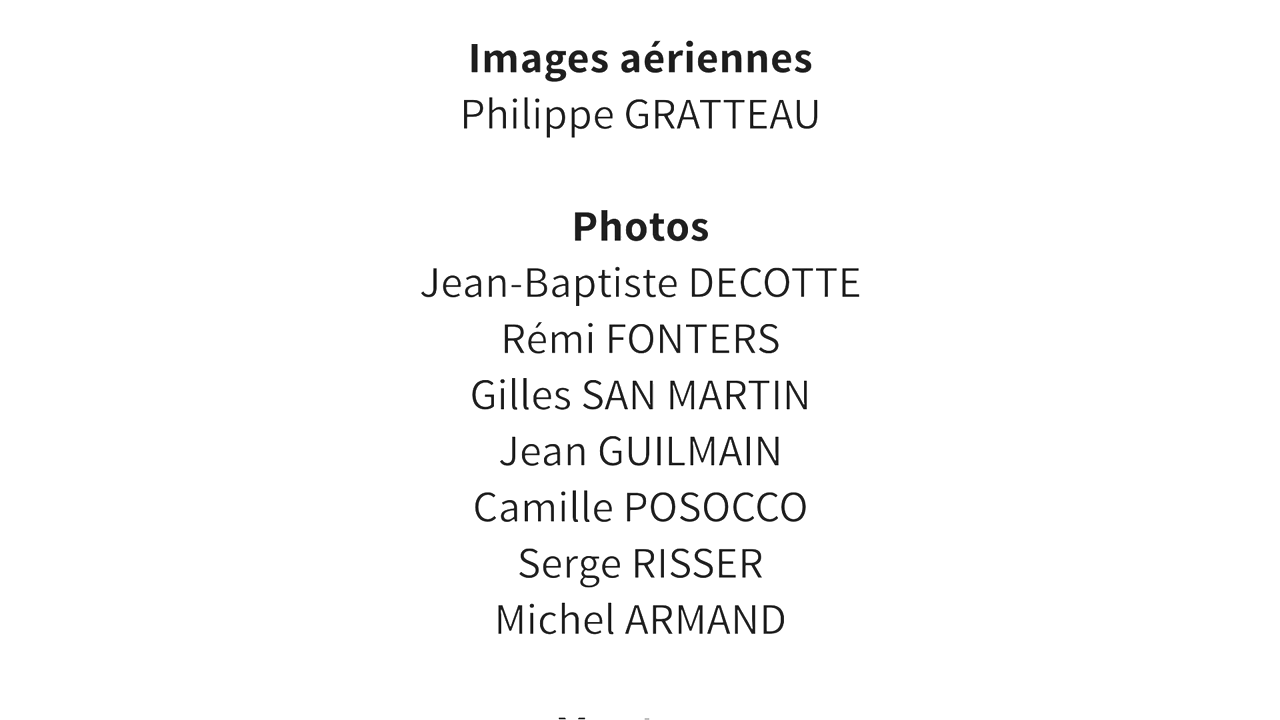 Images aériennes
Philippe GRATTEAU
Photos
Jean-Baptiste DECOTTE
Rémi FONTERS
Gilles SAN MARTIN
Jean GUILMAIN
Camille POSOCCO
Serge RISSER
Michel ARMAND